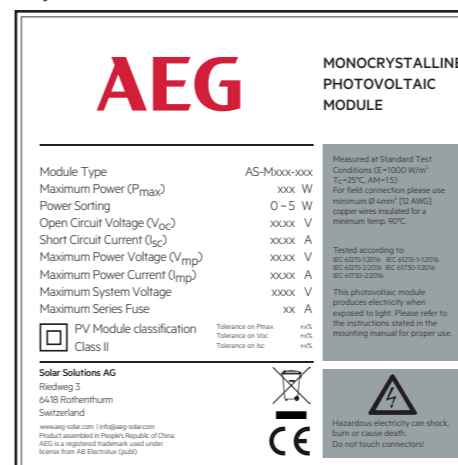 AEG
MONOCRYSTALLINE
PHOTOVOLTAIC
MODULE
Module Type AS-Mxxx-xxx
Maximum Power (Pmax) xxx W
Power Sorting 0 ~ 5 W
Open Circuit Voltage (Voc) xx.xx V
Short Circuit Current (Isc) xx.xx A
Maximum Power Voltage (Vmp) xx.xx V
Maximum Power Current (Imp) xx.xx A
Maximum System Voltage xxxx V
Maximum Series Fuse xx A
PV Module classification
Class II
Tolerance on Pmax +x%
Tolerance on Voc +x%
Tolerance on Isc +x%
Measured at Standard Test
Conditions (E=1000 W/m²
Tc=25°C, AM=1.5)
For field connection please use
minimum Ø 4mm² [12 AWG]
copper wires insulated for a
minimum temp. 90°C.
Tested according to:
IEC 61215-1:2016 IEC 61215-1-1:2016
IEC 61215-2:2016 IEC 61730-1:2016
IEC 61730-2:2016
This photovoltaic module
produces electricity when
exposed to light. Please refer to
the instructions stated in the
mounting manual for proper use.
Solar Solutions AG
Riedweg 3
6418 Rothenthurm
Switzerland
www.aeg-solar.com | info@aeg-solar.com
Product assembled in People's Republic of China.
AEG is a registered trademark used under
license from AB Electrolux (publ).
CE
Hazardous electricity can shock,
burn or cause death.
Do not touch connectors!